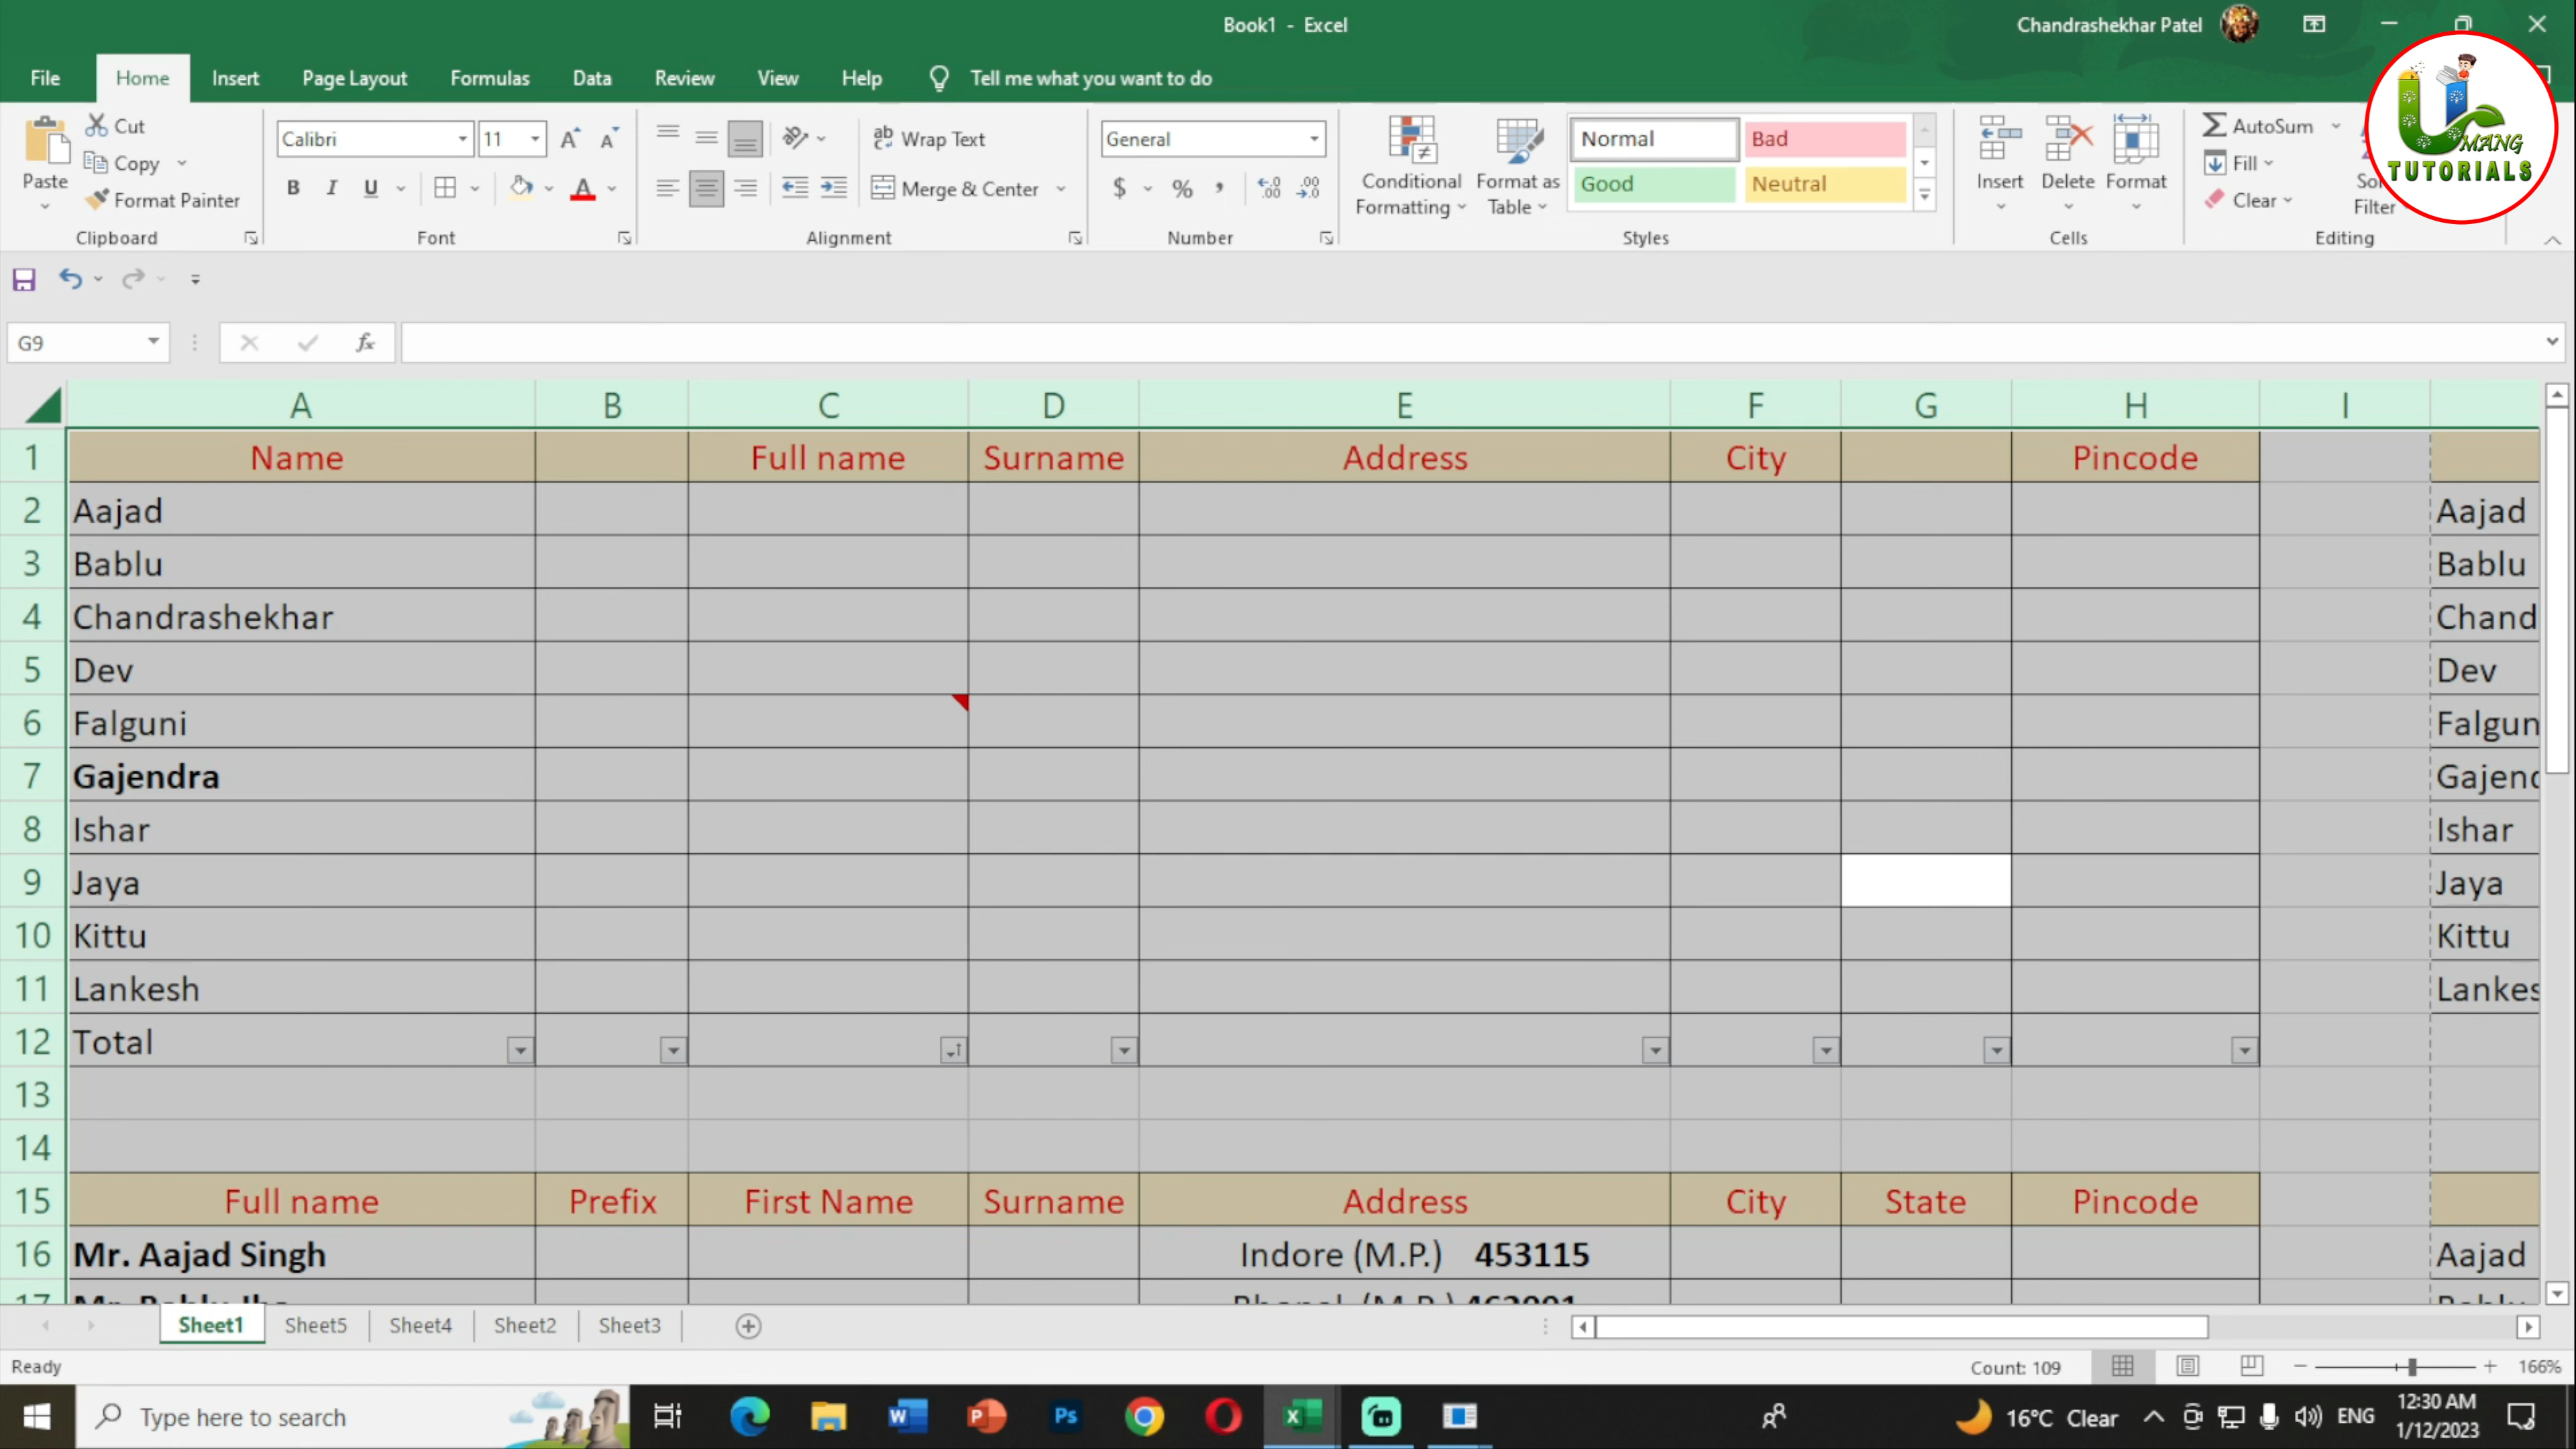 Book1 - Excel
Chandrashekhar Patel
File Home Insert Page Layout Formulas Data Review View Help Tell me what you want to do
UMANG
TUTORIALS
Paste
Cut
Copy
Format Painter
Clipboard
Calibri 11
B I U
Font
Wrap Text
Merge & Center
Alignment
General
$ %
Number
Conditional Formatting
Format as Table
Normal Bad
Good Neutral
Styles
Insert Delete Format
Cells
AutoSum
Fill
Clear
Filter
Editing
G9
fx
A B C D E F G H I
1 Name Full name Surname Address City Pincode
2 Aajad Aajad
3 Bablu Bablu
4 Chandrashekhar Chand
5 Dev Dev
6 Falguni Falgun
7 Gajendra Gajend
8 Ishar Ishar
9 Jaya Jaya
10 Kittu Kittu
11 Lankesh Lankes
12 Total
13
14
15 Full name Prefix First Name Surname Address City State Pincode
16 Mr. Aajad Singh Indore (M.P.) 453115 Aajad
17
Sheet1 Sheet5 Sheet4 Sheet2 Sheet3
Ready
Count: 109
166%
Type here to search
16°C Clear
ENG
12:30 AM
1/12/2023